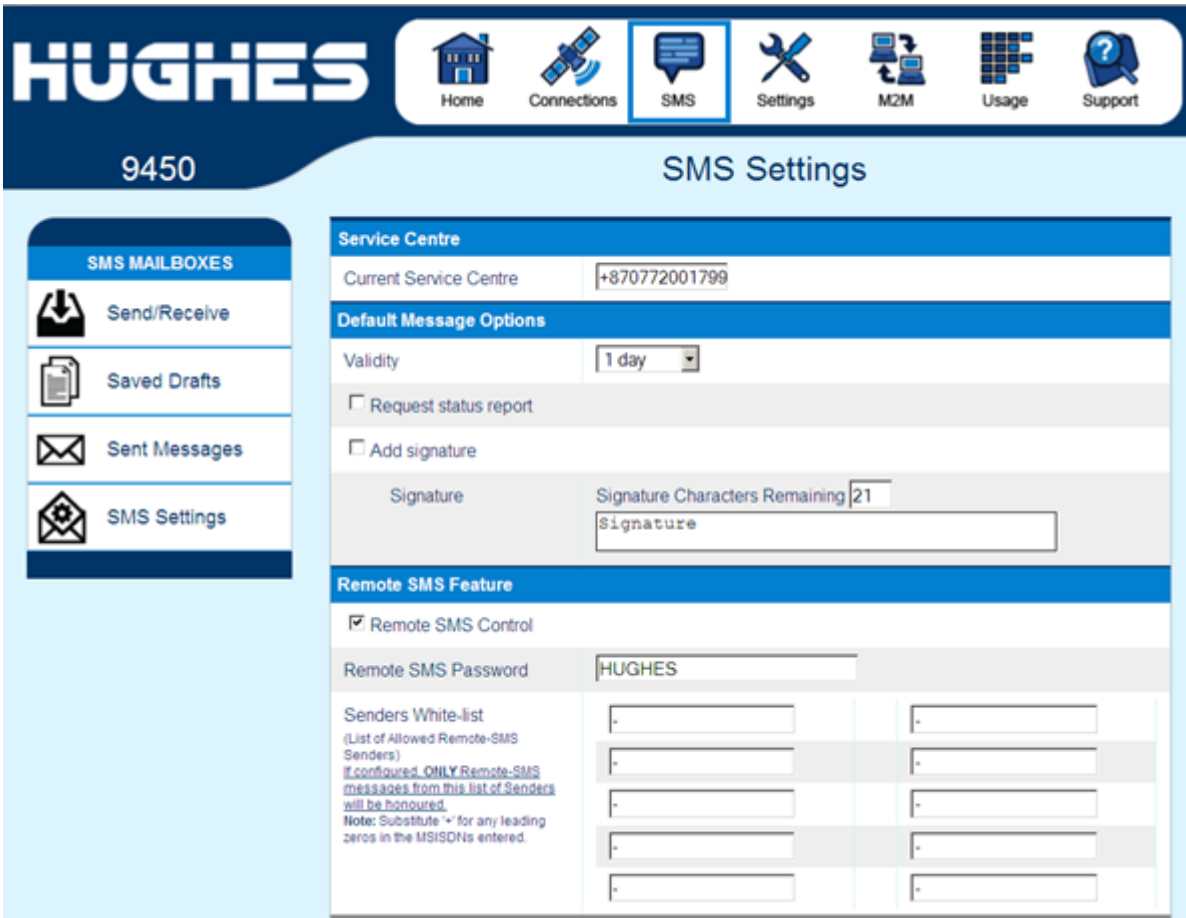 HUGHES
Home
Connections
SMS
Settings
M2M
Usage
Support
9450
SMS Settings
SMS MAILBOXES
Send/Receive
Saved Drafts
Sent Messages
SMS Settings
Service Centre
Current Service Centre
+870772001799
Default Message Options
Validity
1 day
Request status report
Add signature
Signature
Signature Characters Remaining 21
Signature
Remote SMS Feature
Remote SMS Control
Remote SMS Password
HUGHES
Senders White-list
(List of Allowed Remote-SMS
Senders)
If configured, ONLY Remote-SMS
messages from this list of Senders
will be honoured.
Note: Substitute '+' for any leading
zeros in the MSISDNs entered.
- -
- -
- -
- -
- -